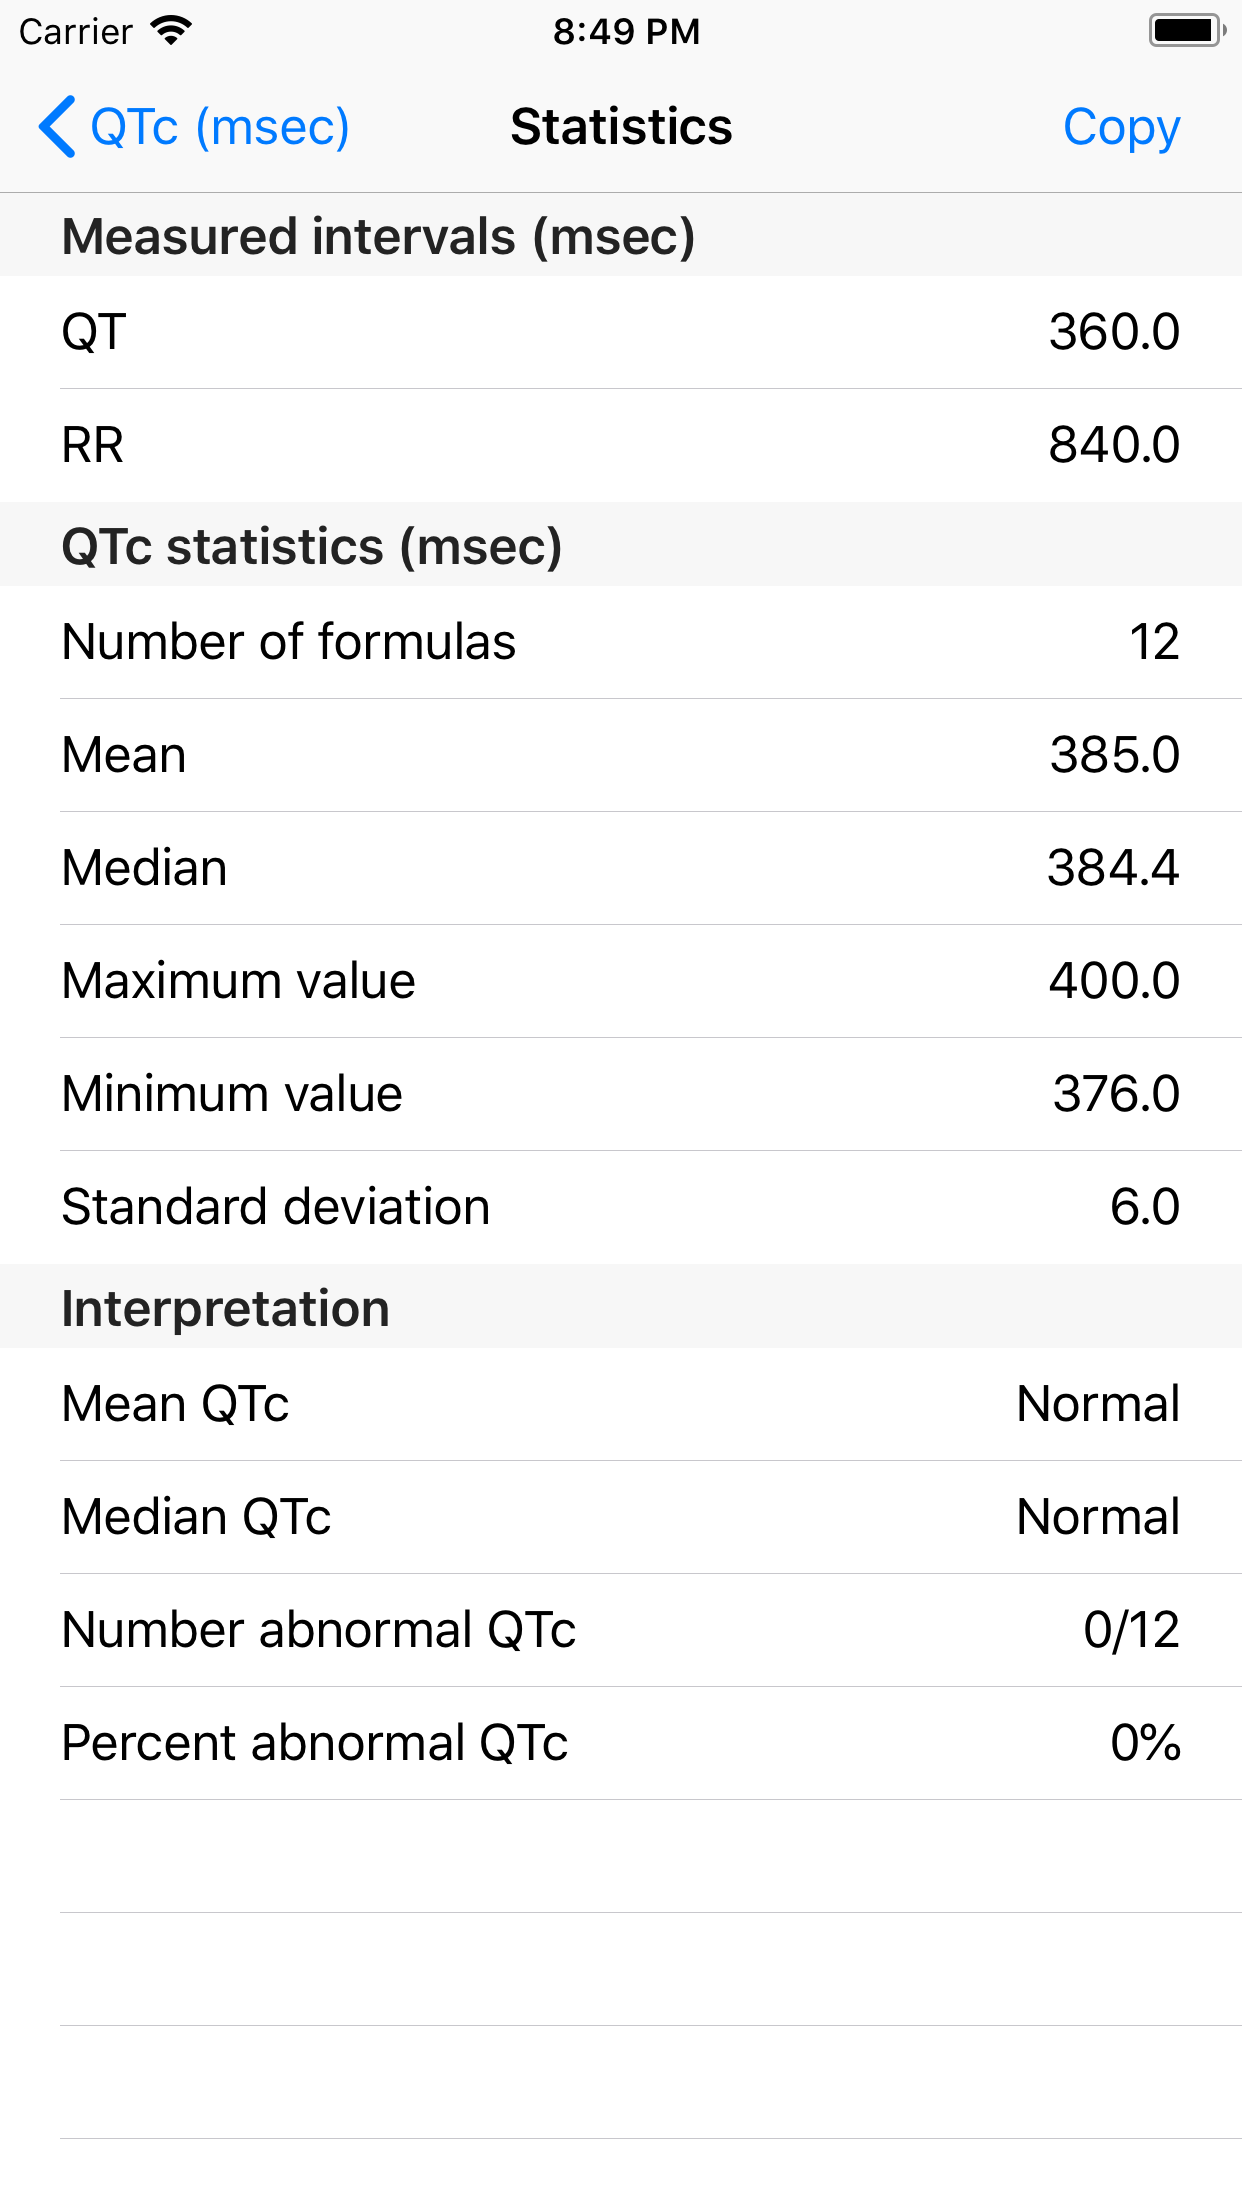 Carrier 8:49 PM
QTc (msec) Statistics Copy
Measured intervals (msec)
QT 360.0
RR 840.0
QTc statistics (msec)
Number of formulas 12
Mean 385.0
Median 384.4
Maximum value 400.0
Minimum value 376.0
Standard deviation 6.0
Interpretation
Mean QTc Normal
Median QTc Normal
Number abnormal QTc 0/12
Percent abnormal QTc 0%